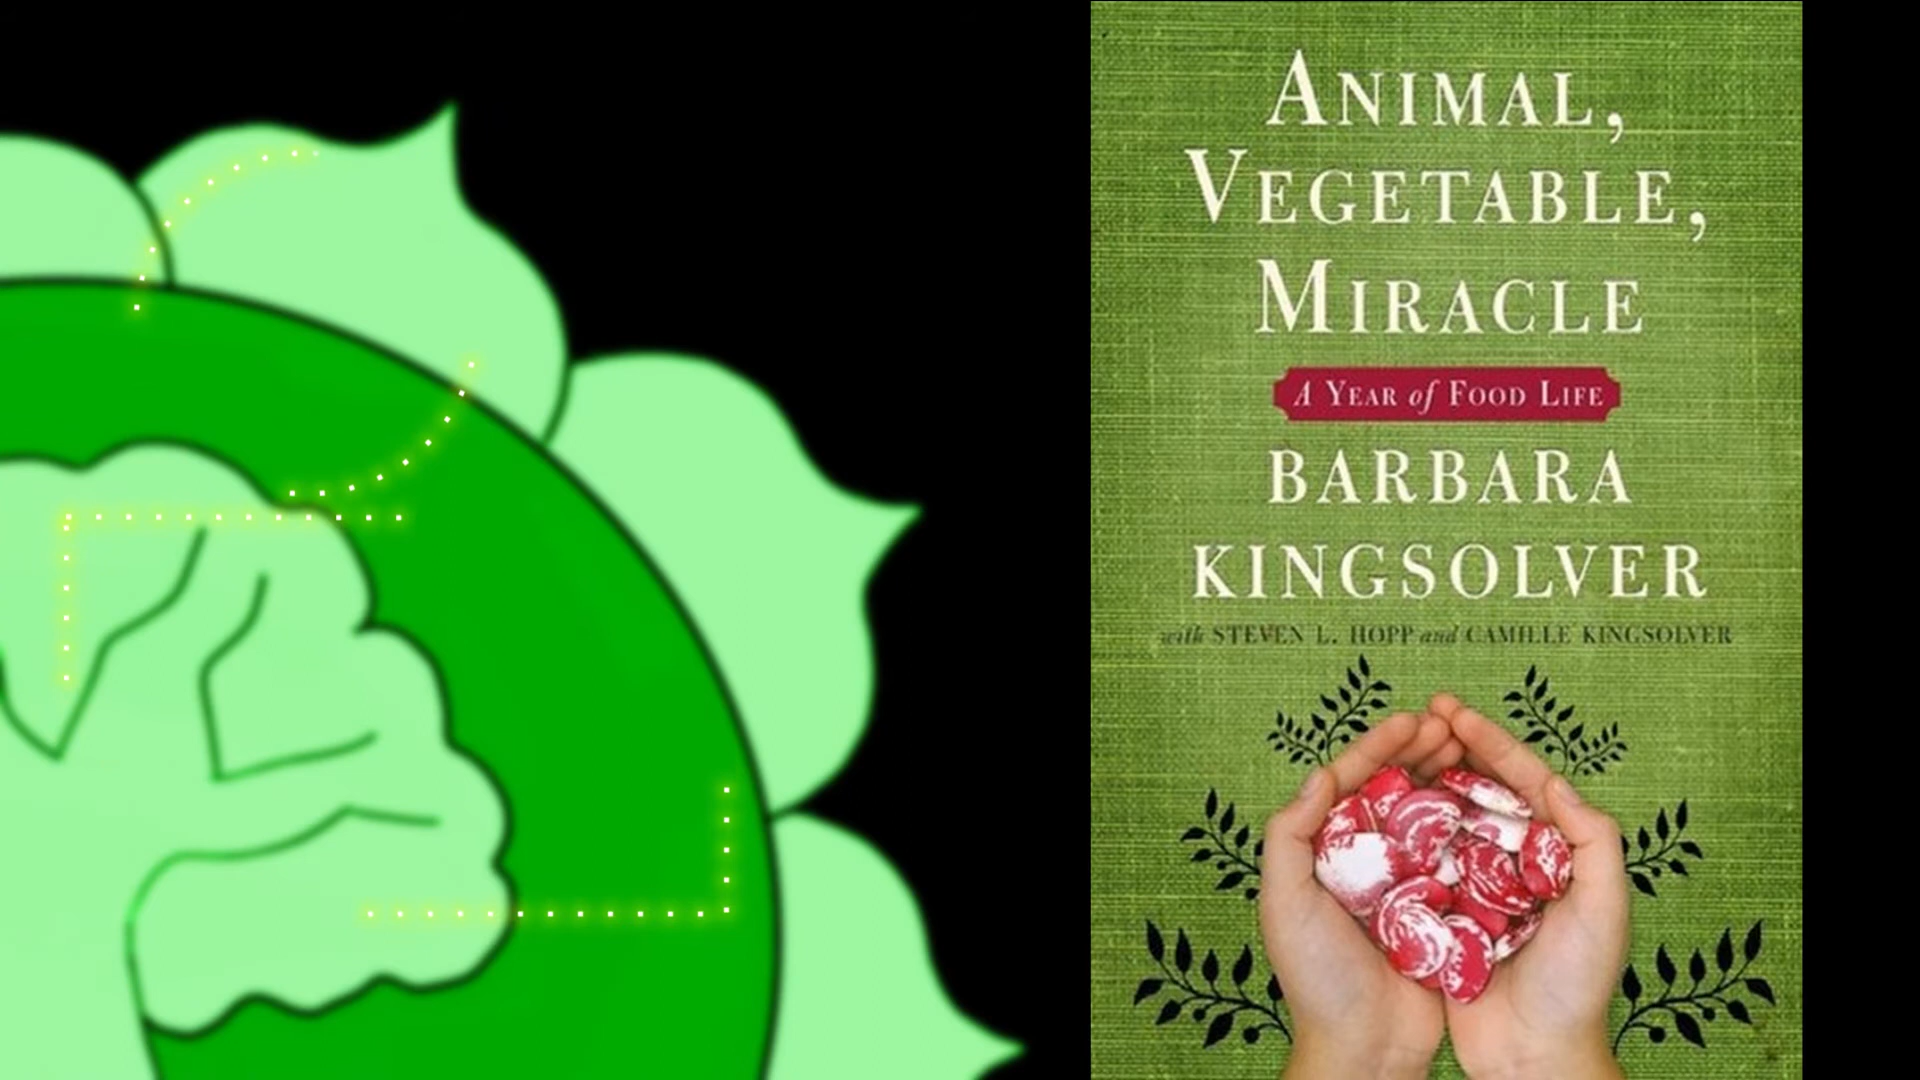 ANIMAL,
VEGETABLE,
MIRACLE
A YEAR of FOOD LIFE
BARBARA
KINGSOLVER
with STEVEN L. HOPP and CAMILLE KINGSOLVER